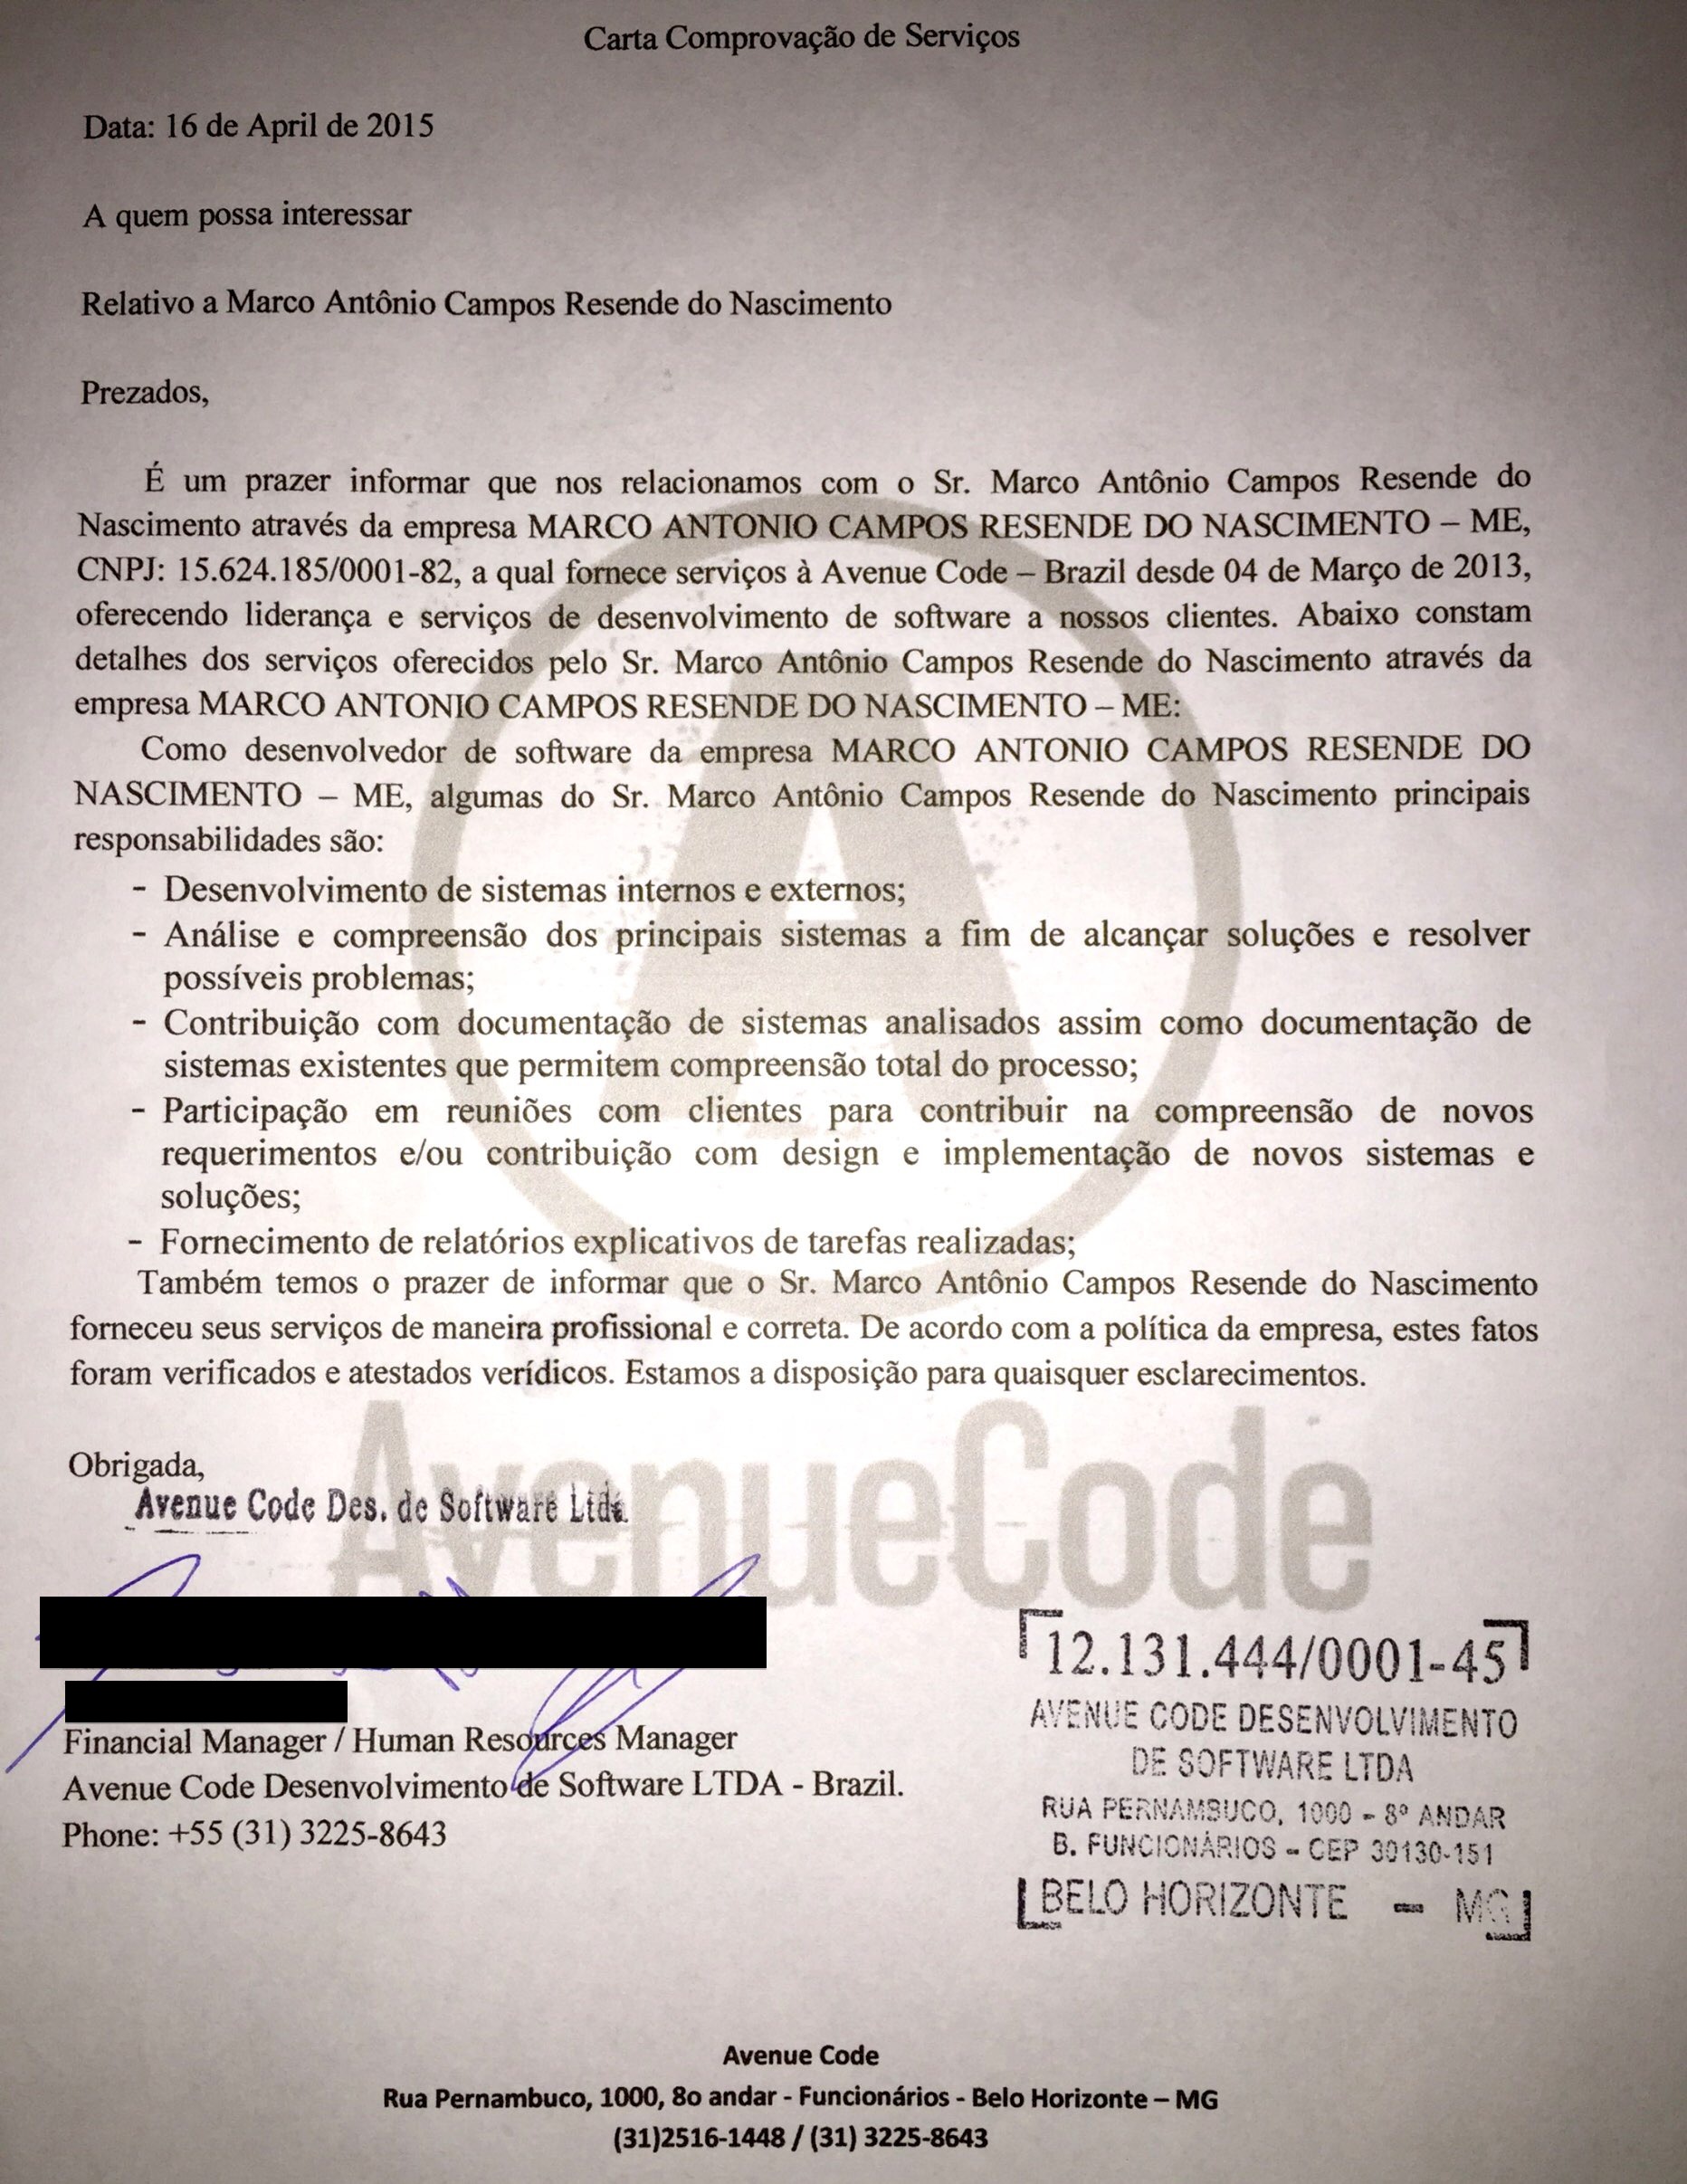 Carta Comprovação de Serviços
Data: 16 de April de 2015
A quem possa interessar
Relativo a Marco Antônio Campos Resende do Nascimento
Prezados,
É um prazer informar que nos relacionamos com o Sr. Marco Antônio Campos Resende do
Nascimento através da empresa MARCO ANTONIO CAMPOS RESENDE DO NASCIMENTO – ME,
CNPJ: 15.624.185/0001-82, a qual fornece serviços à Avenue Code – Brazil desde 04 de Março de 2013,
oferecendo liderança e serviços de desenvolvimento de software a nossos clientes. Abaixo constam
detalhes dos serviços oferecidos pelo Sr. Marco Antônio Campos Resende do Nascimento através da
empresa MARCO ANTONIO CAMPOS RESENDE DO NASCIMENTO – ME:
Como desenvolvedor de software da empresa MARCO ANTONIO CAMPOS RESENDE DO
NASCIMENTO – ME, algumas do Sr. Marco Antônio Campos Resende do Nascimento principais
responsabilidades são:
- Desenvolvimento de sistemas internos e externos;
- Análise e compreensão dos principais sistemas a fim de alcançar soluções e resolver
possíveis problemas;
- Contribuição com documentação de sistemas analisados assim como documentação de
sistemas existentes que permitem compreensão total do processo;
- Participação em reuniões com clientes para contribuir na compreensão de novos
requerimentos e/ou contribuição com design e implementação de novos sistemas e
soluções;
- Fornecimento de relatórios explicativos de tarefas realizadas;
Também temos o prazer de informar que o Sr. Marco Antônio Campos Resende do Nascimento
forneceu seus serviços de maneira profissional e correta. De acordo com a política da empresa, estes fatos
foram verificados e atestados verídicos. Estamos a disposição para quaisquer esclarecimentos.
AvenueCode
Obrigada,
Avenue Code Des. de Software Ltda.
Financial Manager / Human Resources Manager
Avenue Code Desenvolvimento de Software LTDA - Brazil.
Phone: +55 (31) 3225-8643
12.131.444/0001-45
AVENUE CODE DESENVOLVIMENTO
DE SOFTWARE LTDA
RUA PERNAMBUCO, 1000 - 8º ANDAR
B. FUNCIONÁRIOS - CEP 30130-151
BELO HORIZONTE - MG
Avenue Code
Rua Pernambuco, 1000, 8o andar - Funcionários - Belo Horizonte – MG
(31)2516-1448 / (31) 3225-8643